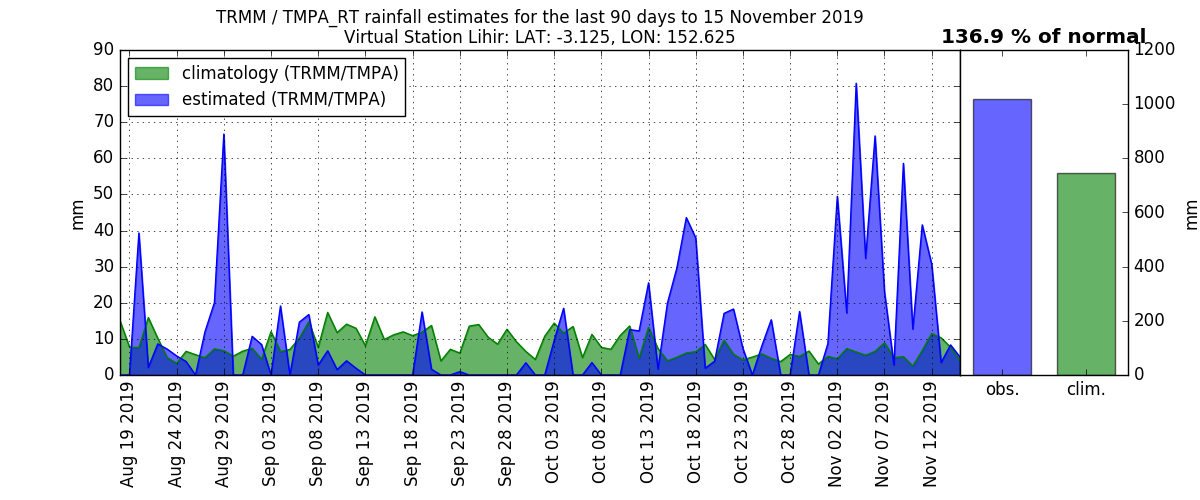 TRMM / TMPA_RT rainfall estimates for the last 90 days to 15 November 2019
Virtual Station Lihir: LAT: -3.125, LON: 152.625
136.9 % of normal
climatology (TRMM/TMPA)
estimated (TRMM/TMPA)
90
80
70
60
50
40
30
20
10
0
mm
Aug 19 2019
Aug 24 2019
Aug 29 2019
Sep 03 2019
Sep 08 2019
Sep 13 2019
Sep 18 2019
Sep 23 2019
Sep 28 2019
Oct 03 2019
Oct 08 2019
Oct 13 2019
Oct 18 2019
Oct 23 2019
Oct 28 2019
Nov 02 2019
Nov 07 2019
Nov 12 2019
obs.
clim.
1200
1000
800
600
400
200
0
mm